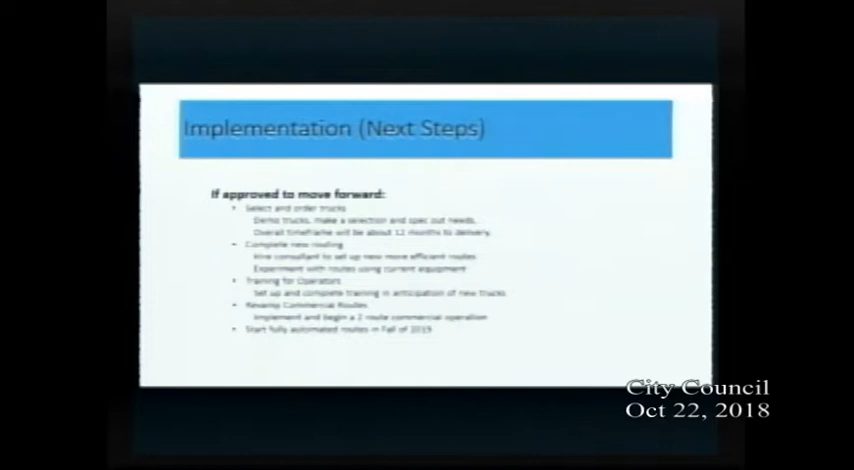 Implementation (Next Steps)
If approved to move forward:
• Select and order trucks
Demo trucks, make a selection and spec out needs.
Overall timeframe will be about 12 months to delivery.
• Complete new routing
Hire consultant to set up new more efficient routes
Experiment with routes using current equipment
• Training for Operators
Set up and complete training in anticipation of new trucks
• Revamp Commercial Routes
Implement and begin a 2 route commercial operation
• Start fully automated routes in Fall of 2019
City Council
Oct 22, 2018